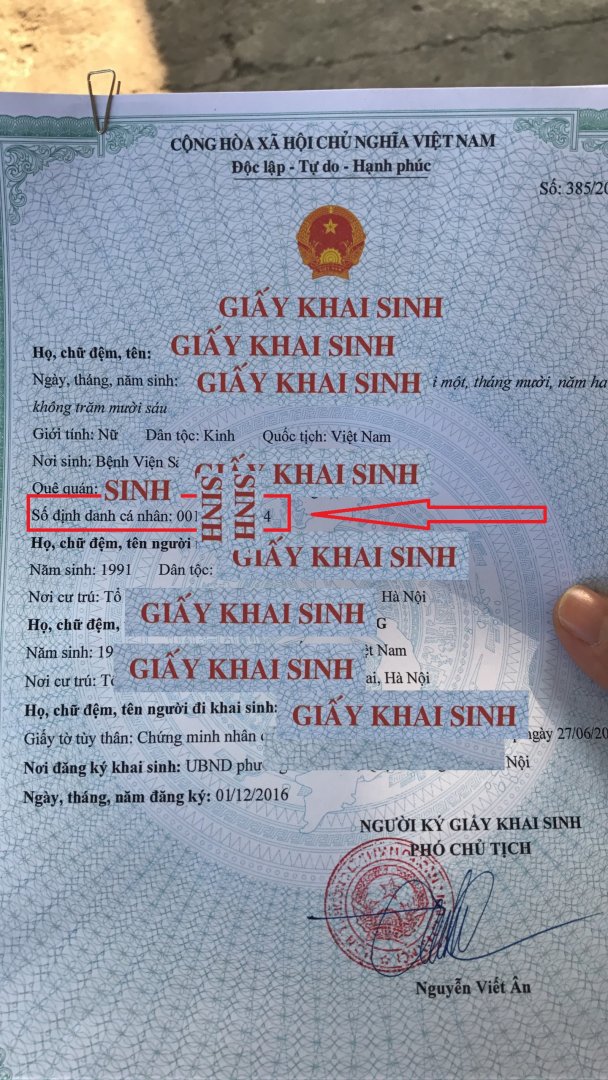 CỘNG HÒA XÃ HỘI CHỦ NGHĨA VIỆT NAM
Độc lập - Tự do - Hạnh phúc
Số: 385/20
GIẤY KHAI SINH
Họ, chữ đệm, tên: GIẤY KHAI SINH
Ngày, tháng, năm sinh: GIẤY KHAI SINH i một, tháng mười, năm ha
không trăm mười sáu
Giới tính: Nữ Dân tộc: Kinh Quốc tịch: Việt Nam
Nơi sinh: Bệnh Viện GIẤY KHAI SINH
Quê quán: SINH
Số định danh cá nhân: 001 SINH SINH 4
Họ, chữ đệm, tên người
Năm sinh: 1991 Dân tộc: GIẤY KHAI SINH
Nơi cư trú: Tổ GIẤY KHAI SINH Hà Nội
Họ, chữ đệm, G
Năm sinh: 19 GIẤY KHAI SINH ệt Nam
Nơi cư trú: ai, Hà Nội
Họ, chữ đệm, tên người đi khai sinh: GIẤY KHAI SINH
Giấy tờ tùy thân: Chứng minh nhân ngày 27/06/20
Nơi đăng ký khai sinh: UBND Nội
Ngày, tháng, năm đăng ký: 01/12/2016
NGƯỜI KÝ GIẤY KHAI SINH
PHÓ CHỦ TỊCH
Nguyễn Viết Ân